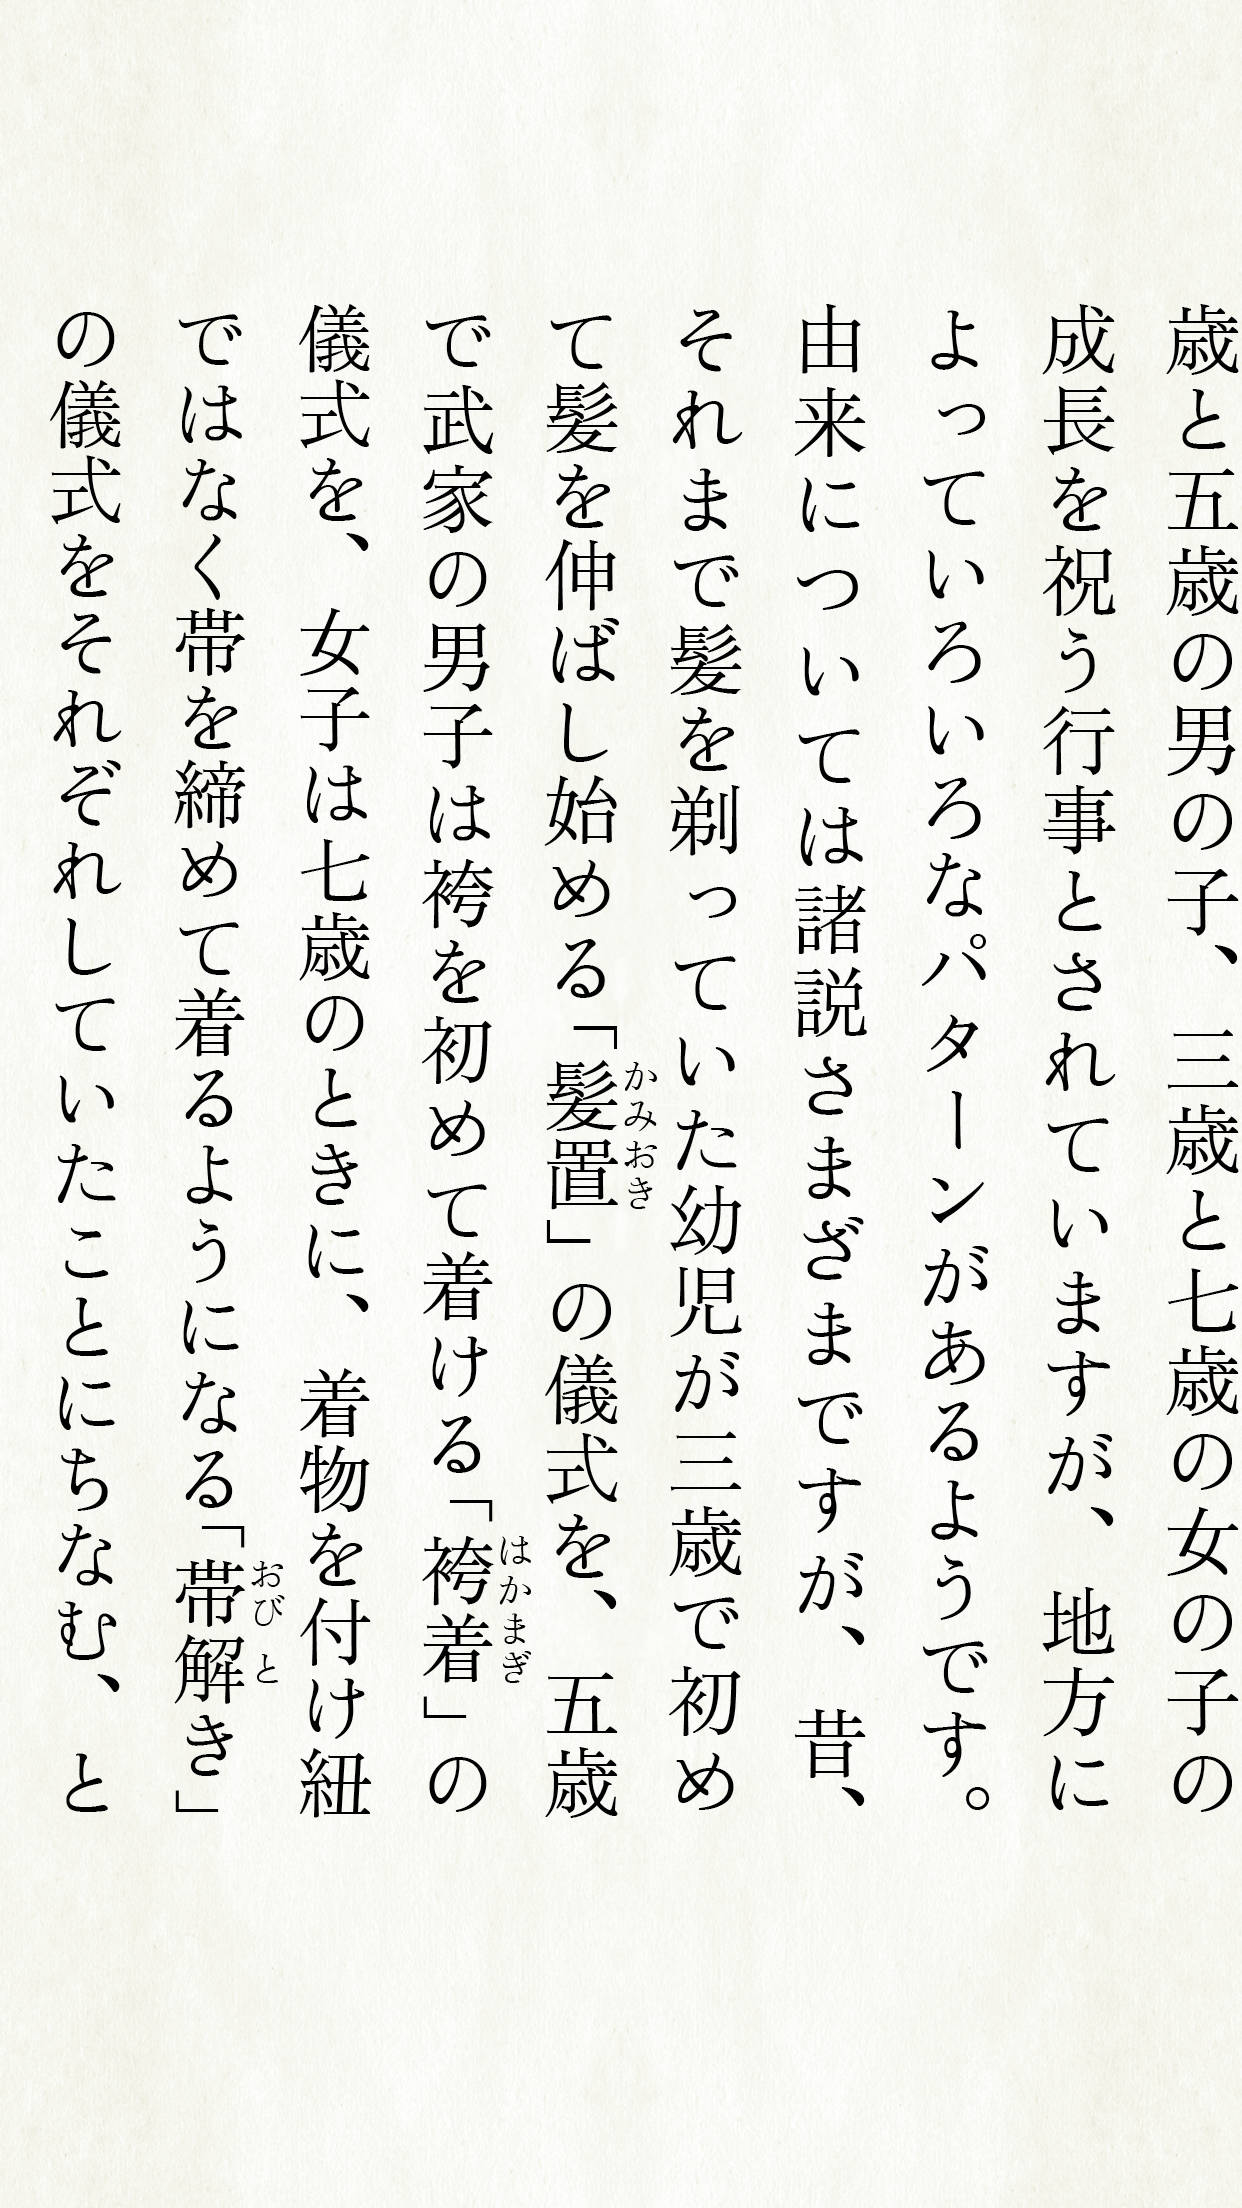 歳と五歳の男の子、三歳と七歳の女の子の
成長を祝う行事とされていますが、地方に
よっていろいろなパターンがあるようです。
由来については諸説さまざまですが、昔、
それまで髪を剃っていた幼児が三歳で初め
て髪を伸ばし始める「髪置」の儀式を、五歳
かみおき
で武家の男子は袴を初めて着ける「袴着」の
はかまぎ
儀式を、女子は七歳のときに、着物を付け紐
ではなく帯を締めて着るようになる「帯解き」
おび と
の儀式をそれぞれしていたことにちなむ、と